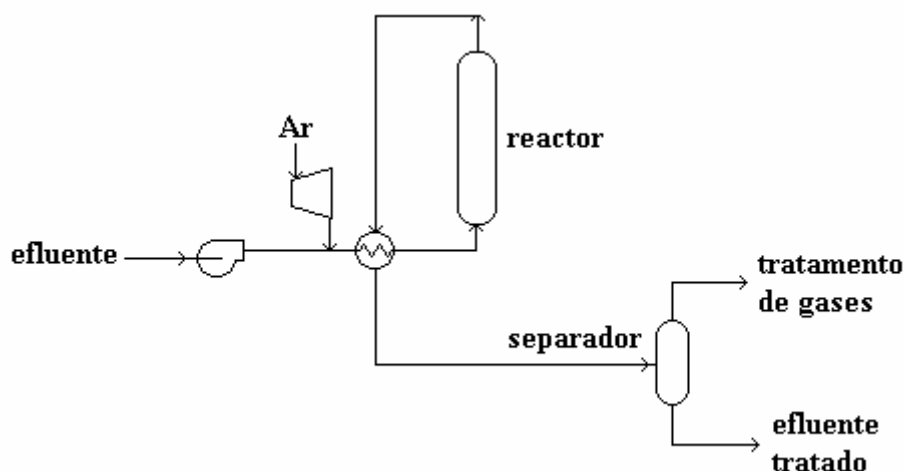 Ar
reactor
efluente
tratamento
de gases
separador
efluente
tratado